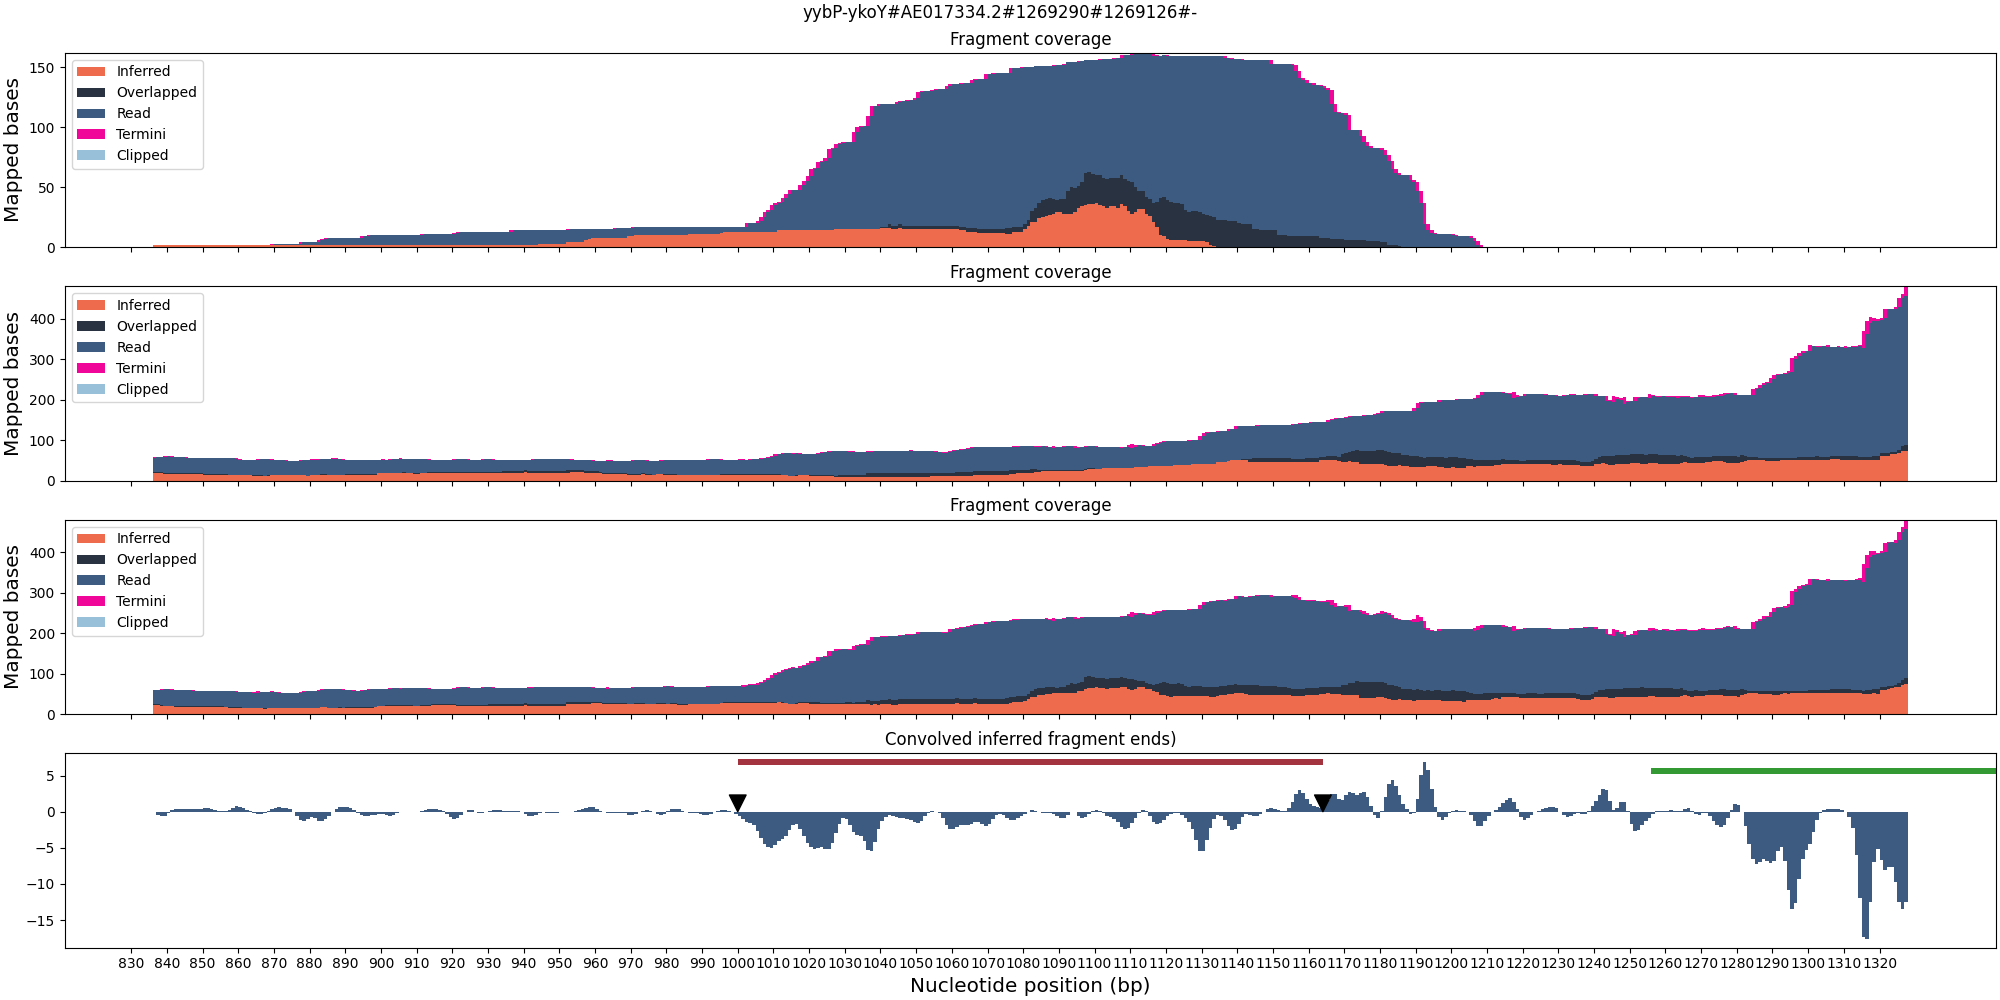 yybP-ykoY#AE017334.2#1269290#1269126#-
Fragment coverage
Mapped bases
150
100
50
0
Inferred
Overlapped
Read
Termini
Clipped
Fragment coverage
Mapped bases
400
300
200
100
0
Inferred
Overlapped
Read
Termini
Clipped
Fragment coverage
Mapped bases
400
300
200
100
0
Inferred
Overlapped
Read
Termini
Clipped
Convolved inferred fragment ends)
5
0
−5
−10
−15
830 840 850 860 870 880 890 900 910 920 930 940 950 960 970 980 990 1000 1010 1020 1030 1040 1050 1060 1070 1080 1090 1100 1110 1120 1130 1140 1150 1160 1170 1180 1190 1200 1210 1220 1230 1240 1250 1260 1270 1280 1290 1300 1310 1320
Nucleotide position (bp)